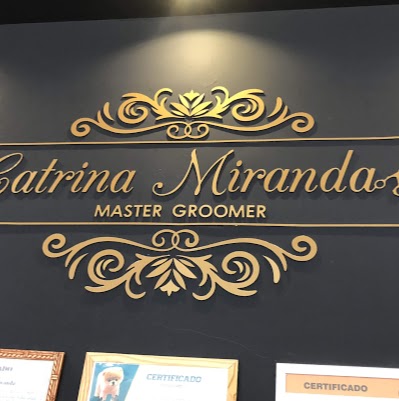 Catrina Miranda
MASTER GROOMER
CERTIFICADO
CERTIFICADO